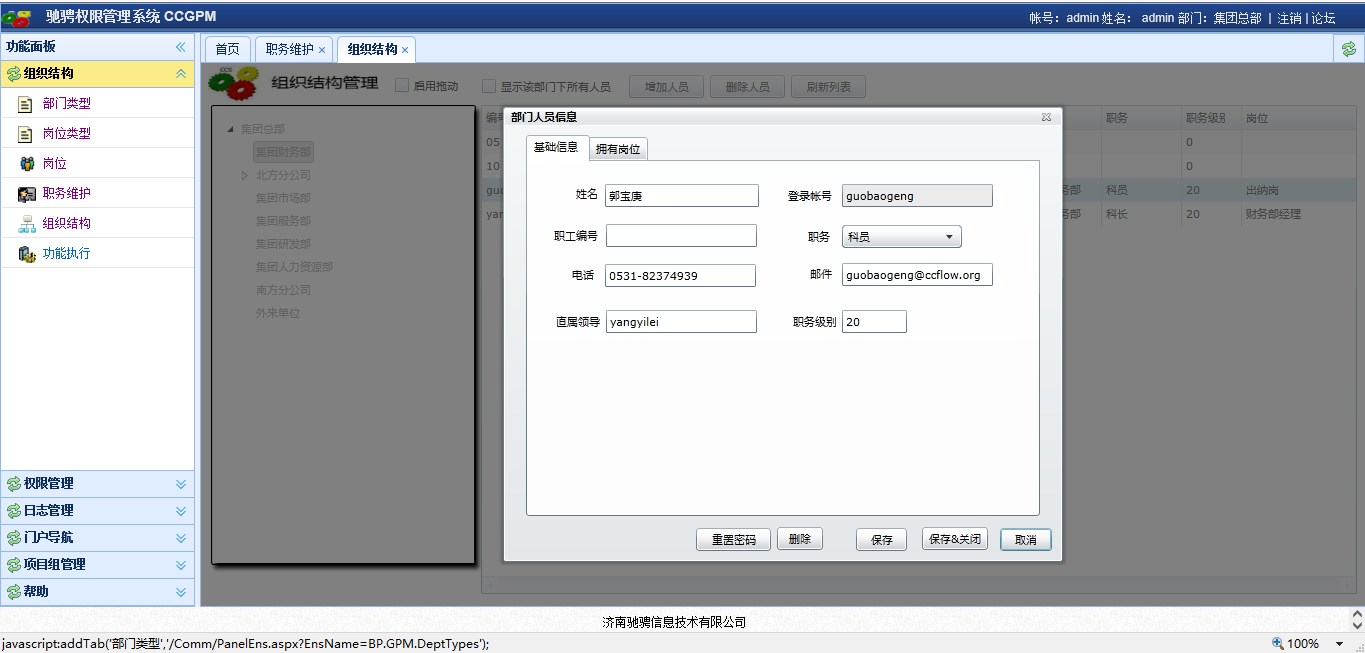 驰骋权限管理系统 CCGPM
帐号： admin 姓名： admin 部门：集团总部 | 注销 | 论坛
功能面板
首页
职务维护 ×
组织结构 ×
组织结构
部门类型
岗位类型
岗位
职务维护
组织结构
功能执行
权限管理
日志管理
门户导航
项目组管理
帮助
ccs
组织结构管理
启用拖动
显示该部门下所有人员
增加人员
删除人员
刷新列表
集团总部
集团财务部
北方分公司
集团市场部
集团服务部
集团研发部
集团人力资源部
南方分公司
外来单位
编号
职务
职务级别
岗位
05
0
10
0
科员
20
出纳岗
科长
20
财务部经理
部门人员信息
基础信息
拥有岗位
姓名
郭宝庚
登录帐号
guobaogeng
职工编号
职务
科员
电话
0531-82374939
邮件
guobaogeng@ccflow.org
直属领导
yangyilei
职务级别
20
重置密码
删除
保存
保存&关闭
取消
济南驰骋信息技术有限公司
javascript:addTab('部门类型','/Comm/PanelEns.aspx?EnsName=BP.GPM.DeptTypes');
100%